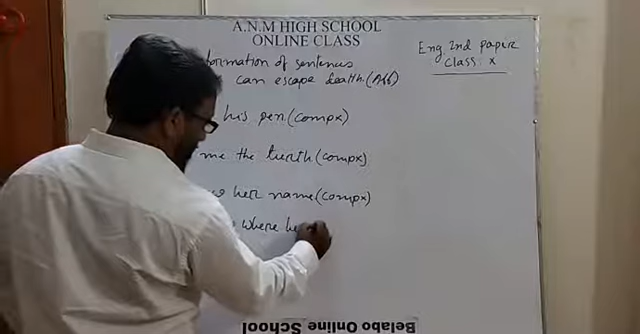 A.N.M HIGH SCHOOL
ONLINE CLASS
Eng. 2nd paper
Class: x
formation of sentences
can escape death. (Aff)
his pen (compx)
me the truth (compx)
her name (compx)
where he
Belabo Online School